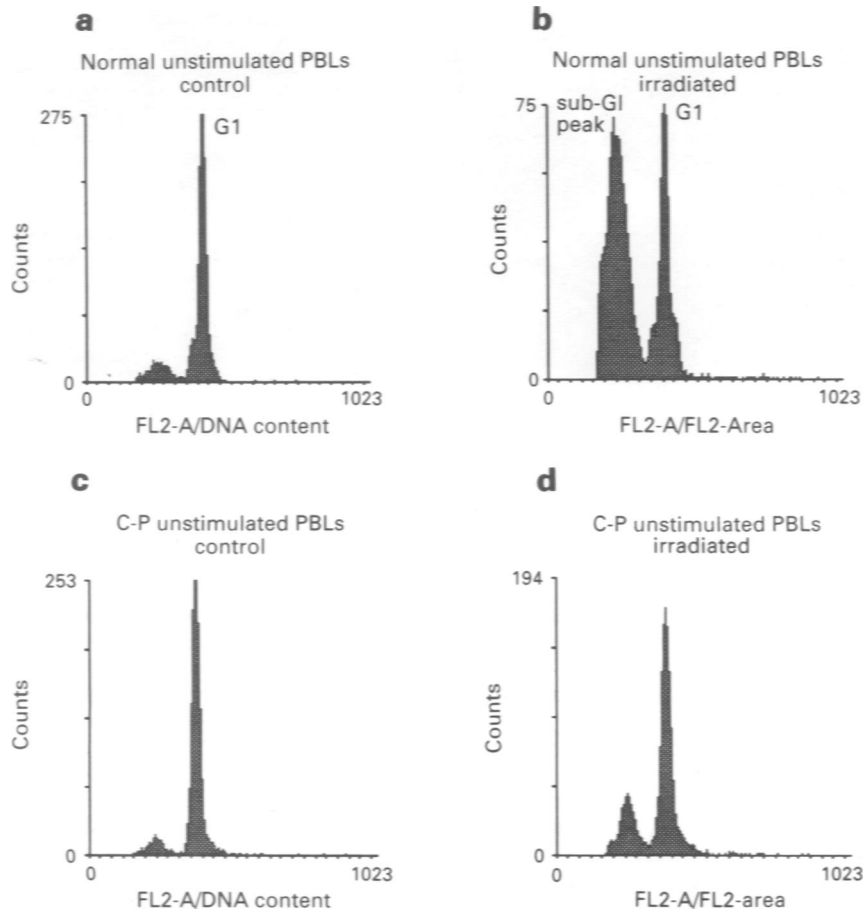 a
Normal unstimulated PBLs
control
275
G1
Counts
0
0
1023
FL2-A/DNA content
b
Normal unstimulated PBLs
irradiated
75
sub-GI
peak
G1
Counts
0
0
1023
FL2-A/FL2-Area
c
C-P unstimulated PBLs
control
253
Counts
0
0
1023
FL2-A/DNA content
d
C-P unstimulated PBLs
irradiated
194
Counts
0
0
1023
FL2-A/FL2-area